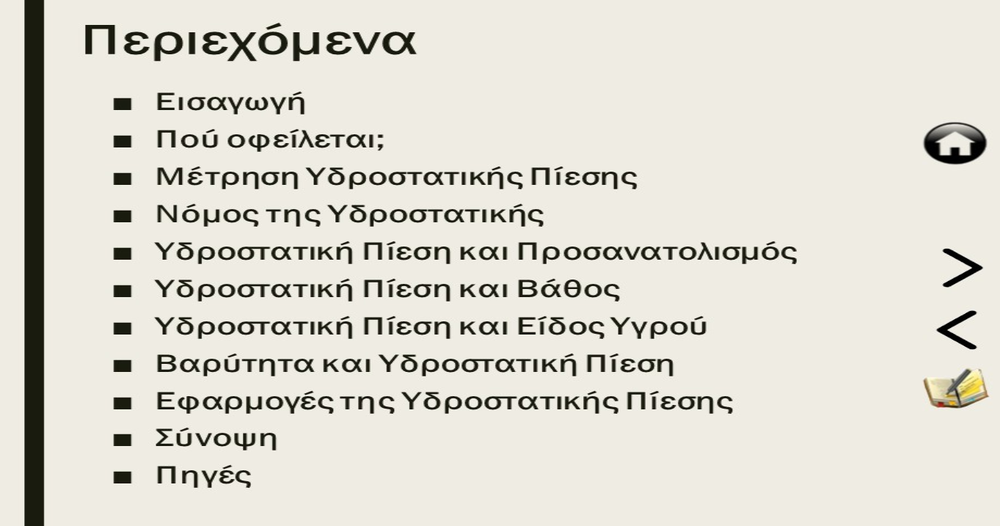 Περιεχόμενα
Εισαγωγή
Πού οφείλεται;
Μέτρηση Υδροστατικής Πίεσης
Νόμος της Υδροστατικής
Υδροστατική Πίεση και Προσανατολισμός
Υδροστατική Πίεση και Βάθος
Υδροστατική Πίεση και Είδος Υγρού
Βαρύτητα και Υδροστατική Πίεση
Εφαρμογές της Υδροστατικής Πίεσης
Σύνοψη
Πηγές